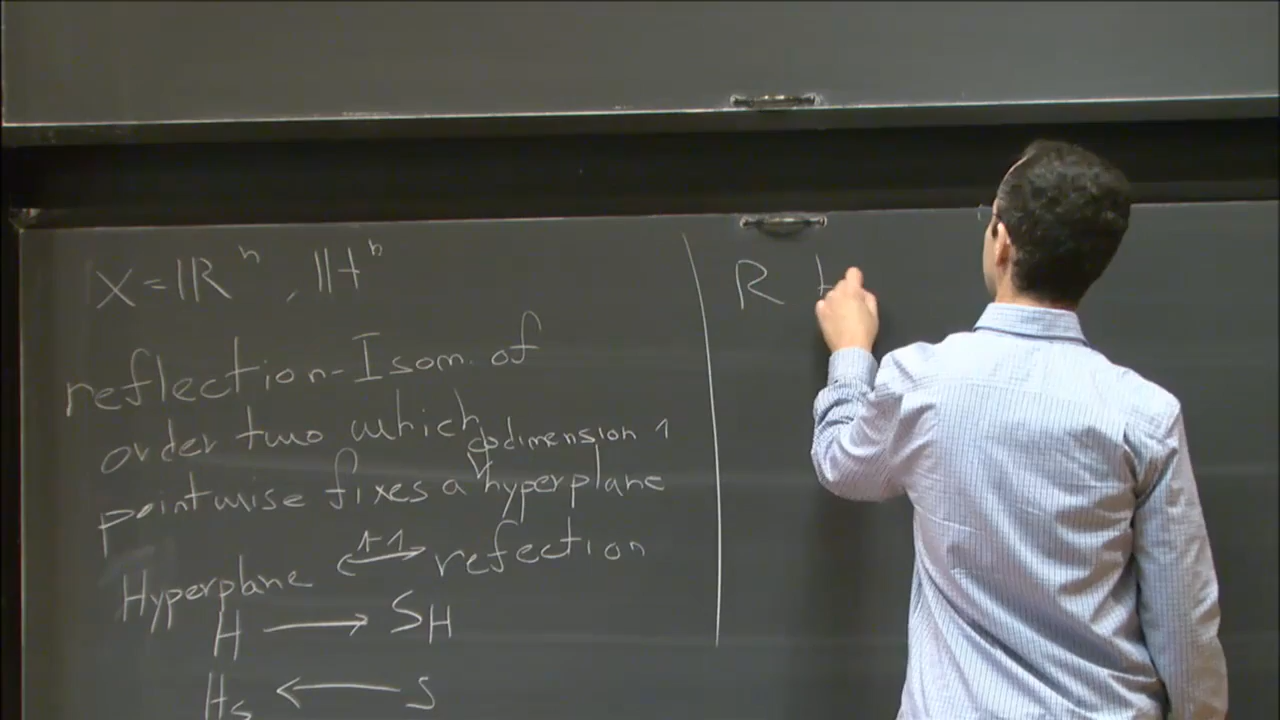 X = ℝⁿ, ℍⁿ
reflection - Isom. of
order two which
codimension 1
pointwise fixes a hyperplane
Hyperplane ⟷ refection
1-1
H ⟶ S_H
H_s ⟵ s
R